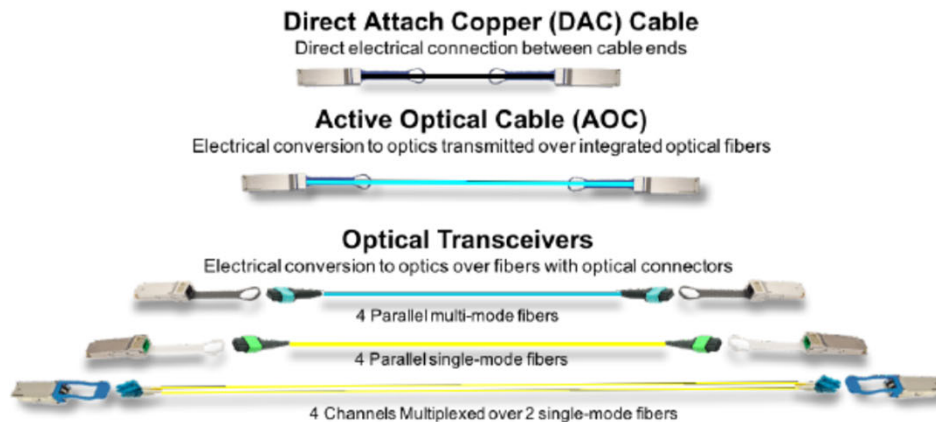 Direct Attach Copper (DAC) Cable
Direct electrical connection between cable ends
Active Optical Cable (AOC)
Electrical conversion to optics transmitted over integrated optical fibers
Optical Transceivers
Electrical conversion to optics over fibers with optical connectors
4 Parallel multi-mode fibers
4 Parallel single-mode fibers
4 Channels Multiplexed over 2 single-mode fibers